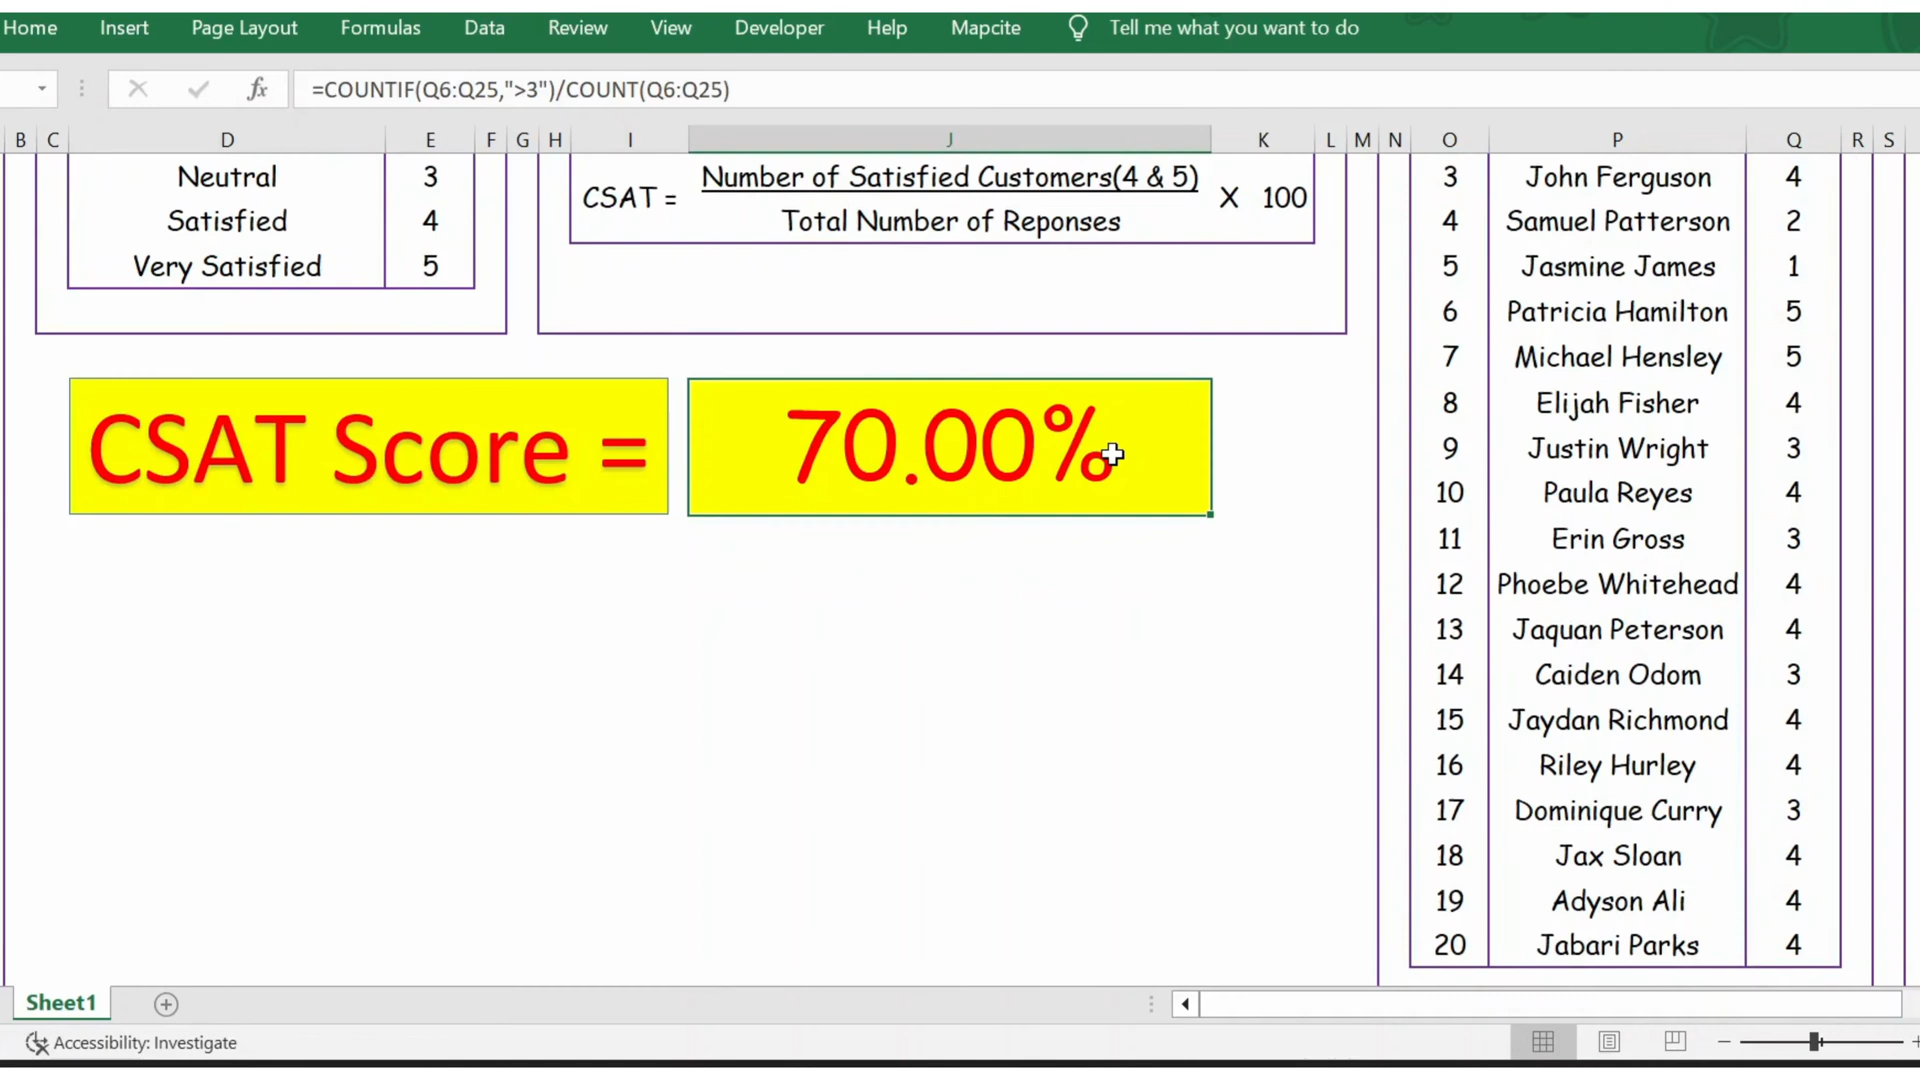 Home Insert Page Layout Formulas Data Review View Developer Help Mapcite Tell me what you want to do
fx =COUNTIF(Q6:Q25,">3")/COUNT(Q6:Q25)
B C D E F G H I J K L M N O P Q R S
Neutral 3
Satisfied 4
Very Satisfied 5
CSAT = Number of Satisfied Customers(4 & 5) X 100
Total Number of Reponses
CSAT Score = 70.00%
3 John Ferguson 4
4 Samuel Patterson 2
5 Jasmine James 1
6 Patricia Hamilton 5
7 Michael Hensley 5
8 Elijah Fisher 4
9 Justin Wright 3
10 Paula Reyes 4
11 Erin Gross 3
12 Phoebe Whitehead 4
13 Jaquan Peterson 4
14 Caiden Odom 3
15 Jaydan Richmond 4
16 Riley Hurley 4
17 Dominique Curry 3
18 Jax Sloan 4
19 Adyson Ali 4
20 Jabari Parks 4
Sheet1
Accessibility: Investigate